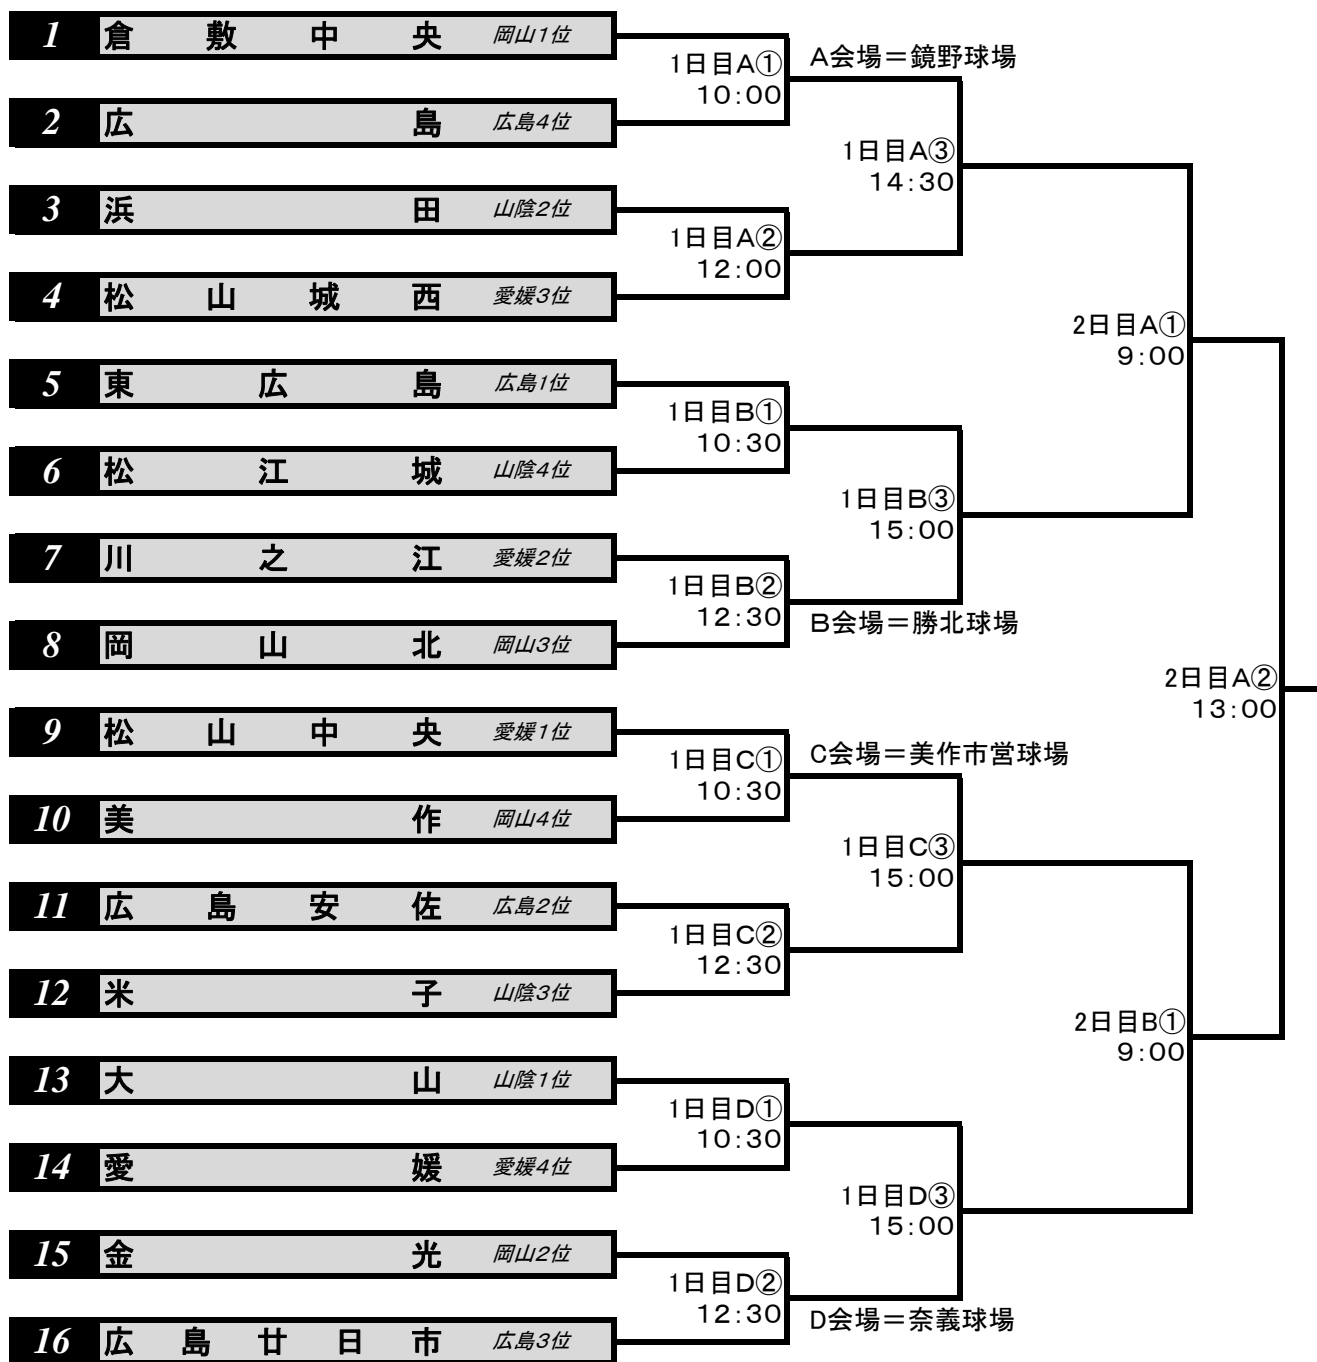 1 倉敷中央 岡山1位
1日目A①
10:00
A会場＝鏡野球場
2 広島 広島4位
1日目A③
14:30
3 浜田 山陰2位
1日目A②
12:00
4 松山城西 愛媛3位
2日目A①
9:00
5 東広島 広島1位
1日目B①
10:30
6 松江城 山陰4位
1日目B③
15:00
7 川之江 愛媛2位
1日目B②
12:30
B会場＝勝北球場
8 岡山北 岡山3位
2日目A②
13:00
9 松山中央 愛媛1位
1日目C①
10:30
C会場＝美作市営球場
10 美作 岡山4位
1日目C③
15:00
11 広島安佐 広島2位
1日目C②
12:30
12 米子 山陰3位
2日目B①
9:00
13 大山 山陰1位
1日目D①
10:30
14 愛媛 愛媛4位
1日目D③
15:00
15 金光 岡山2位
1日目D②
12:30
D会場＝奈義球場
16 広島廿日市 広島3位